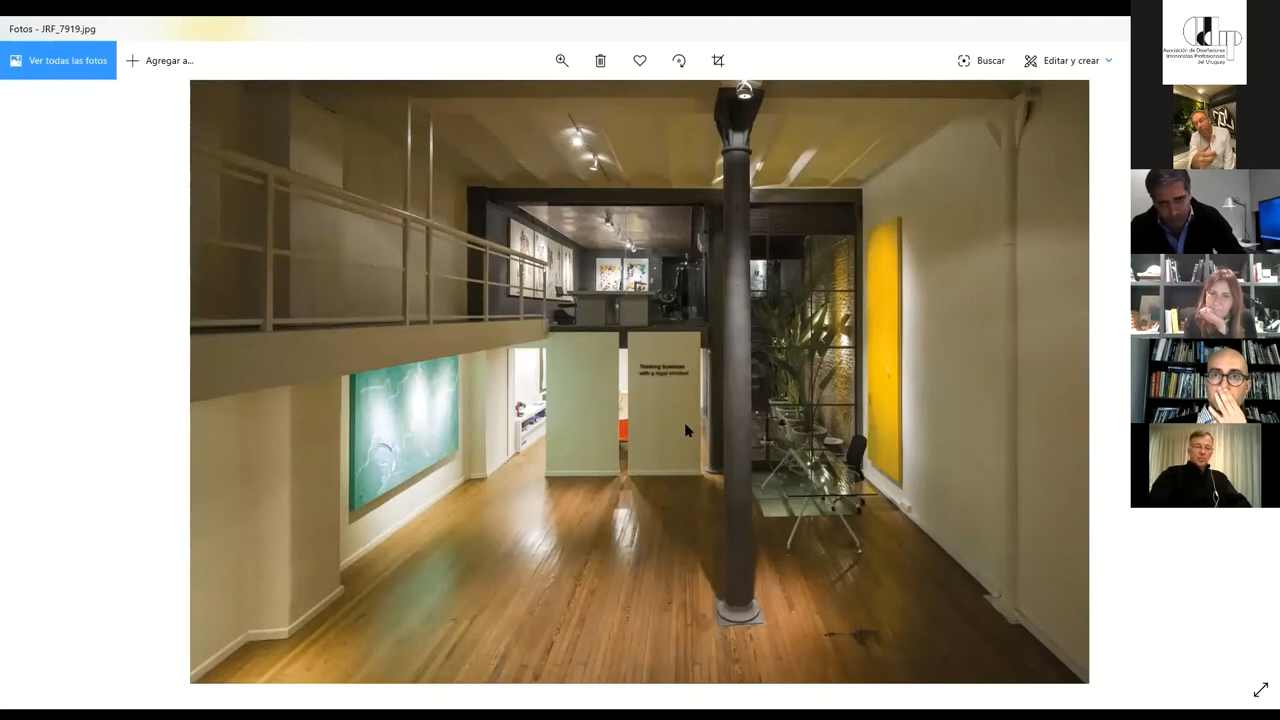 Fotos - JRF_7919.jpg
Ver todas las fotos
Agregar a...
Buscar
Editar y crear
Thinking business
with a legal mindset
Asociación de Diseñadores
Interioristas Profesionales
del Uruguay